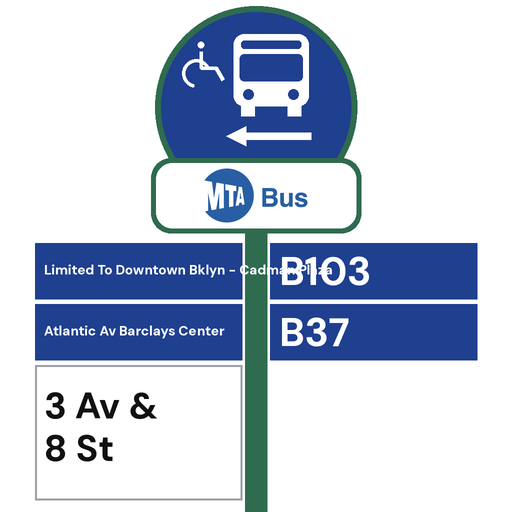 MTA Bus
Limited To Downtown Bklyn - Cadman Plaza
B103
Atlantic Av Barclays Center
B37
3 Av &
8 St